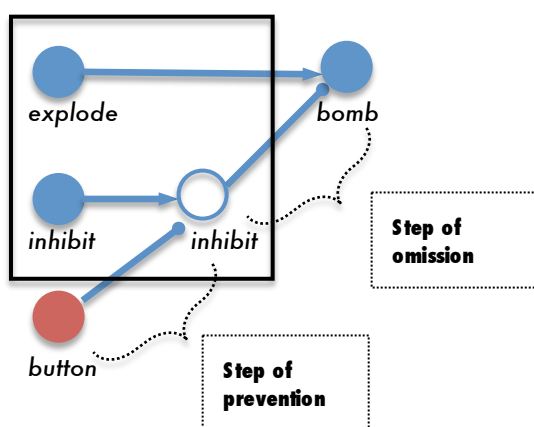 explode
bomb
inhibit
inhibit
Step of
omission
button
Step of
prevention